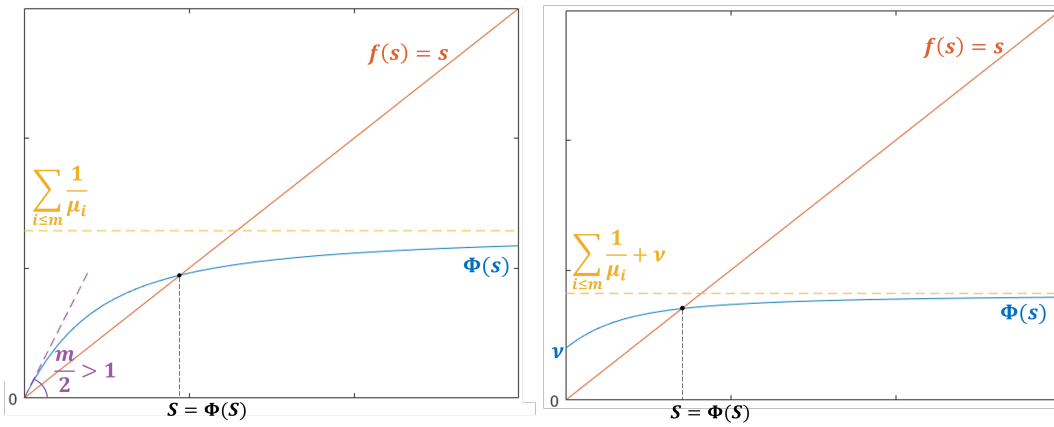 f(s) = s
∑_{i≤m} 1/μ_i
Φ(s)
m/2 > 1
0
S = Φ(S)
f(s) = s
∑_{i≤m} 1/μ_i + ν
Φ(s)
ν
0
S = Φ(S)